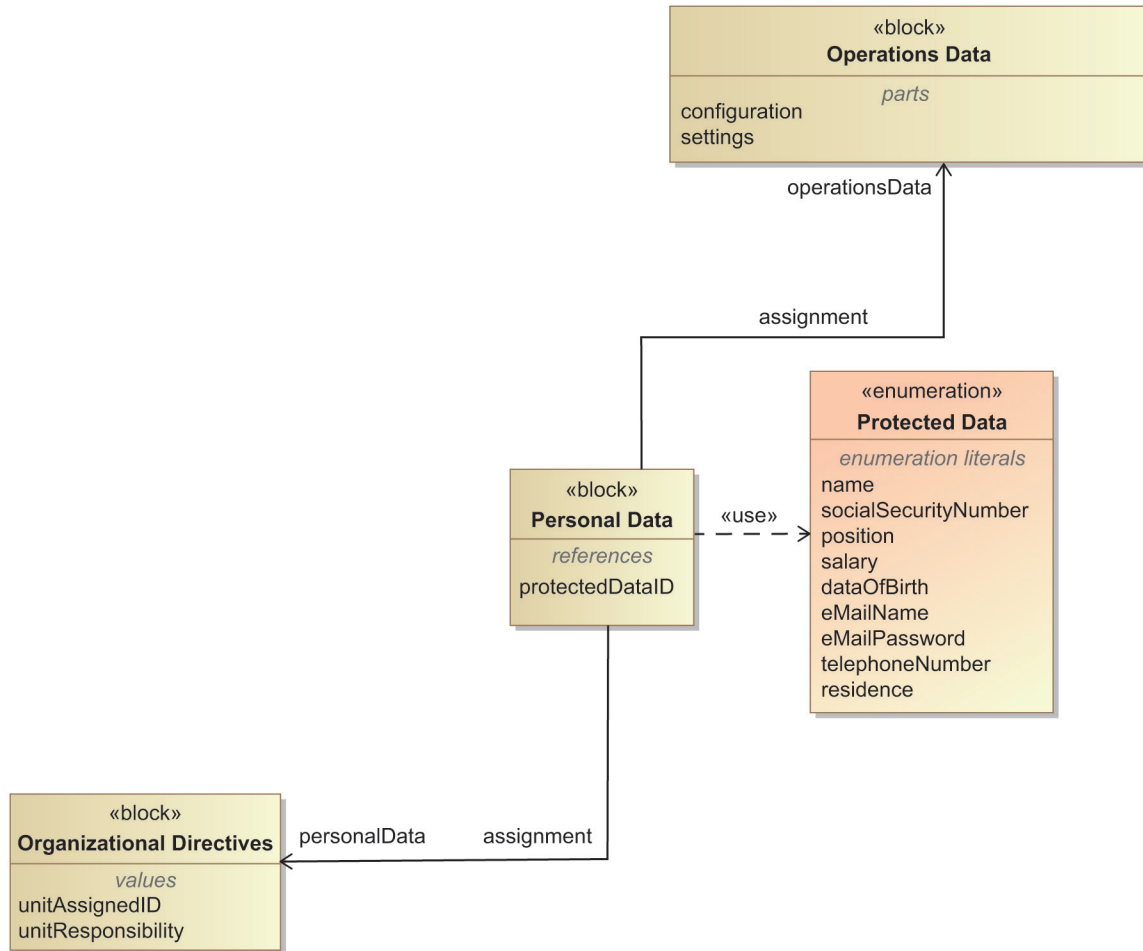 «block»
Operations Data
parts
configuration
settings
operationsData
assignment
«enumeration»
Protected Data
enumeration literals
name
socialSecurityNumber
position
salary
dataOfBirth
eMailName
eMailPassword
telephoneNumber
residence
«block»
Personal Data
references
protectedDataID
«use»
personalData
assignment
«block»
Organizational Directives
values
unitAssignedID
unitResponsibility